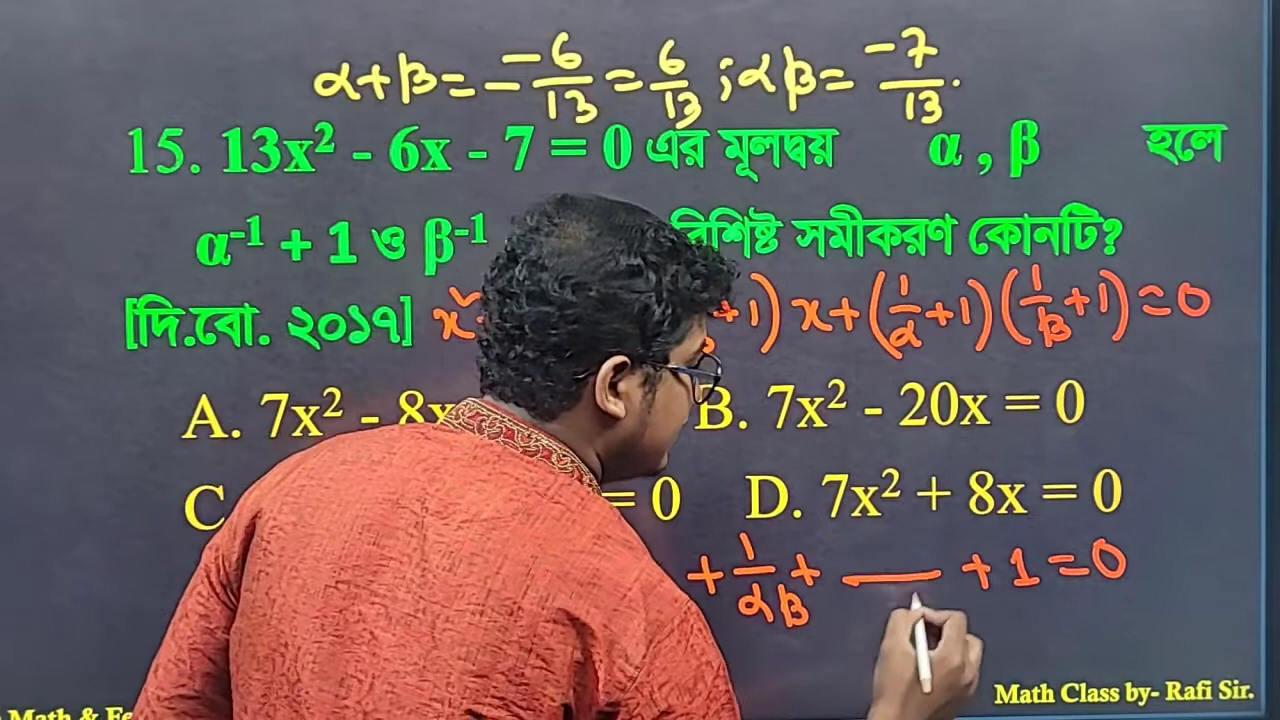 α+β = - -6/13 = 6/13 ; αβ = -7/13.
15. 13x² - 6x - 7 = 0 এর মূলদ্বয় α , β হলে
α⁻¹ + 1 ও β⁻¹ বিশিষ্ট সমীকরণ কোনটি?
[দি.বো. ২০১৭] x² +1) x + (1/α +1) (1/β +1) = 0
A. 7x² - 8x B. 7x² - 20x = 0
C = 0 D. 7x² + 8x = 0
+ 1/αβ + — + 1 = 0
Math Class by- Rafi Sir.
Math &